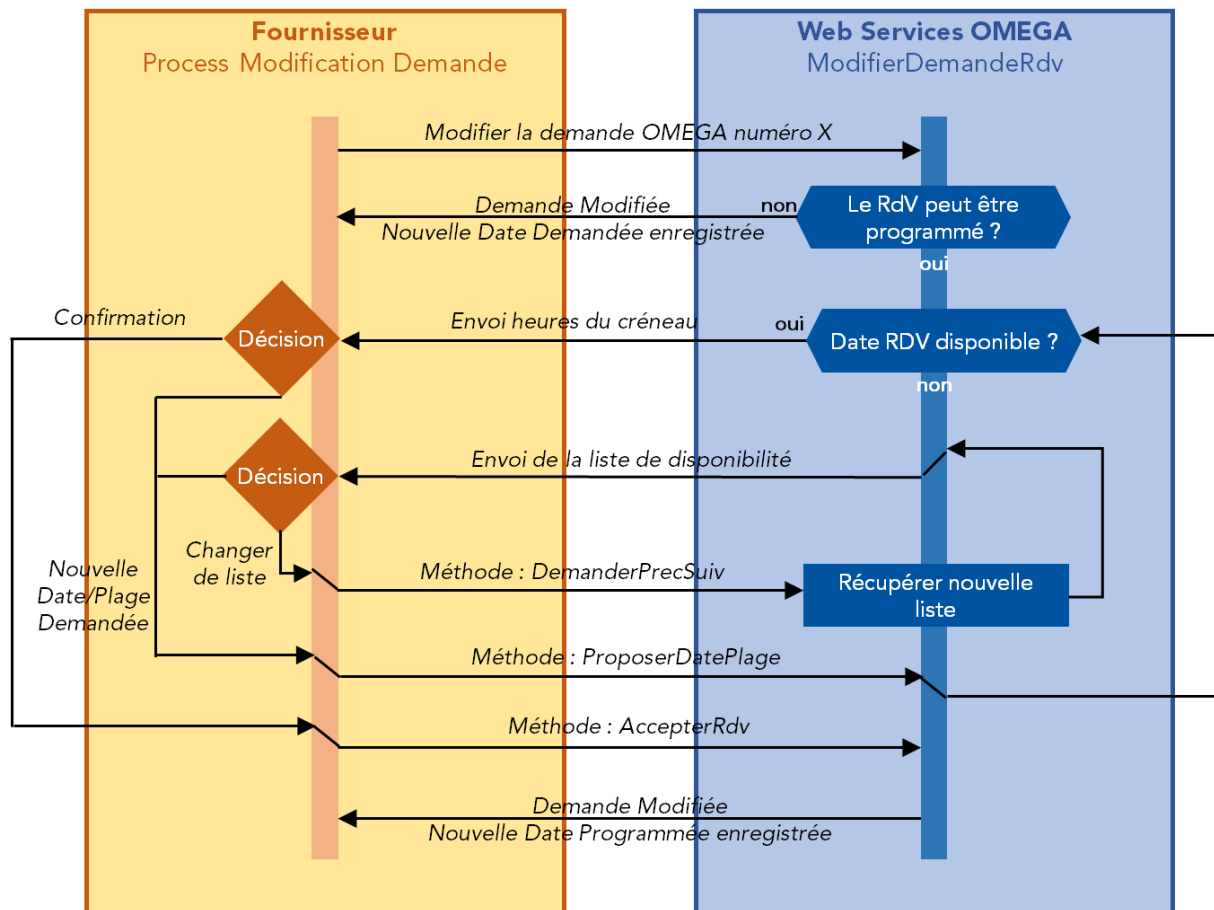 Fournisseur
Process Modification Demande
Web Services OMEGA
ModifierDemandeRdv
Modifier la demande OMEGA numéro X
Demande Modifiée
Nouvelle Date Demandée enregistrée
non
Le RdV peut être
programmé ?
oui
Confirmation
Décision
Envoi heures du créneau
oui
Date RDV disponible ?
non
Décision
Envoi de la liste de disponibilité
Changer
de liste
Méthode : DemanderPrecSuiv
Récupérer nouvelle
liste
Nouvelle
Date/Plage
Demandée
Méthode : ProposerDatePlage
Méthode : AccepterRdv
Demande Modifiée
Nouvelle Date Programmée enregistrée